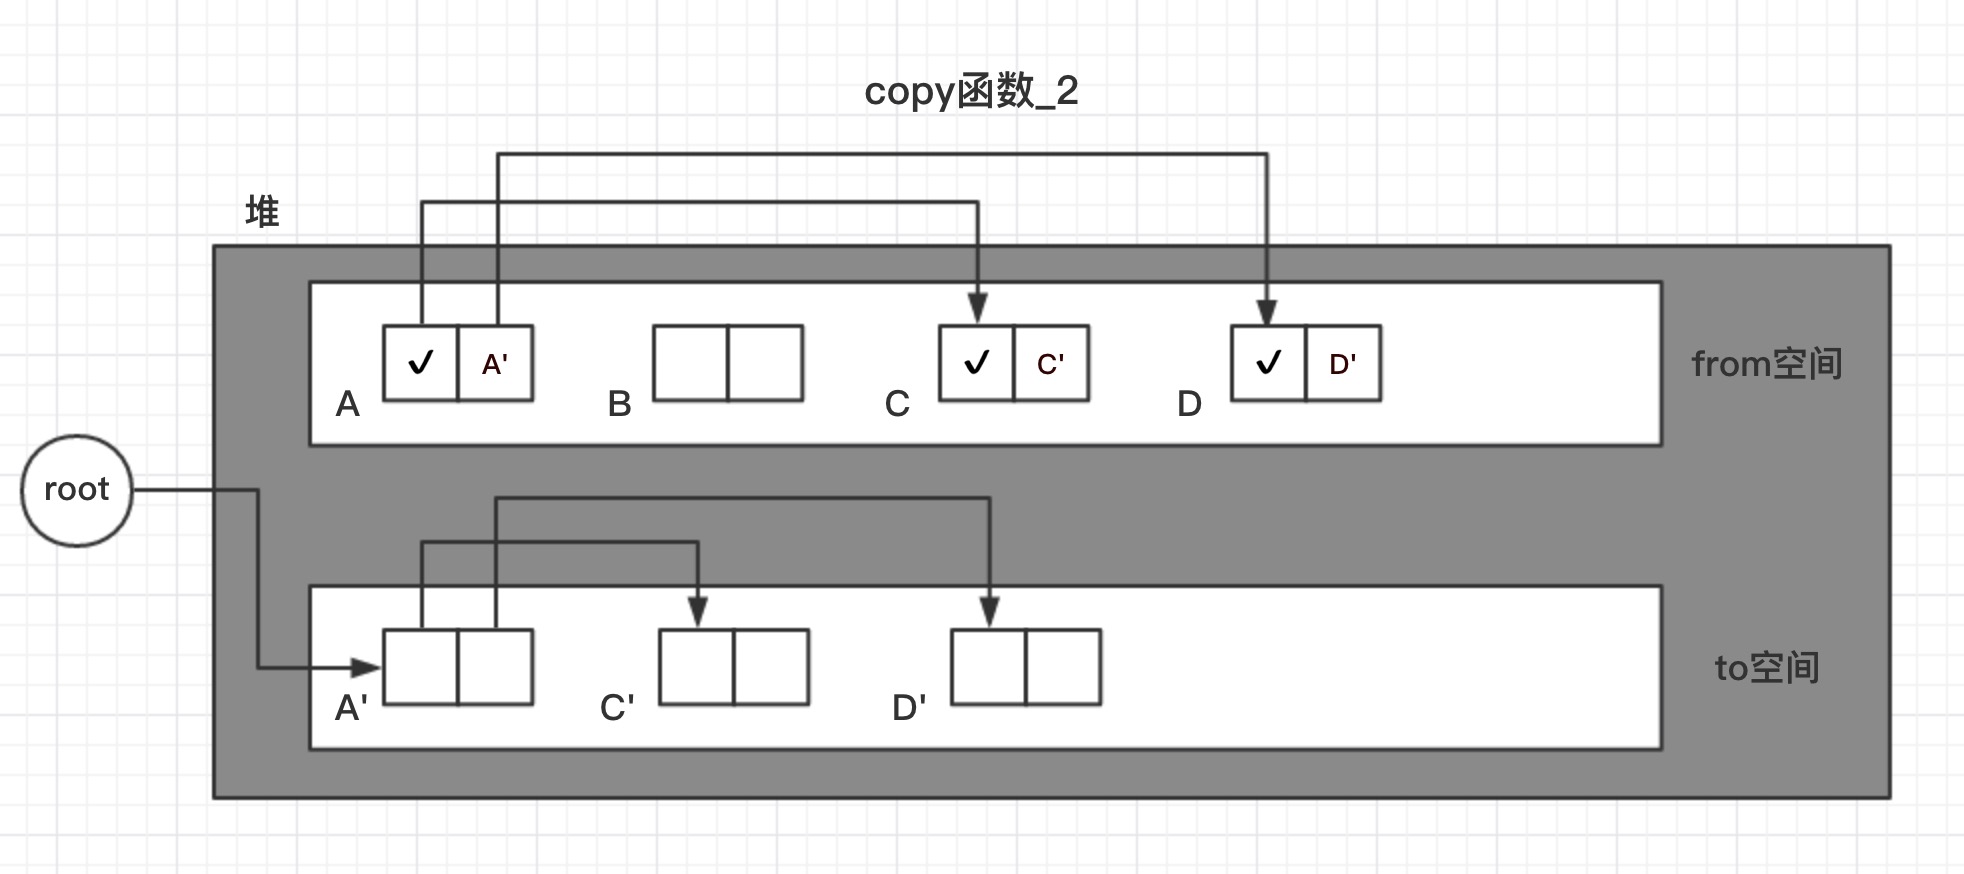 copy函数_2
堆
✓ A' ✓ C' ✓ D'
from空间
A B C D
root
to空间
A' C' D'